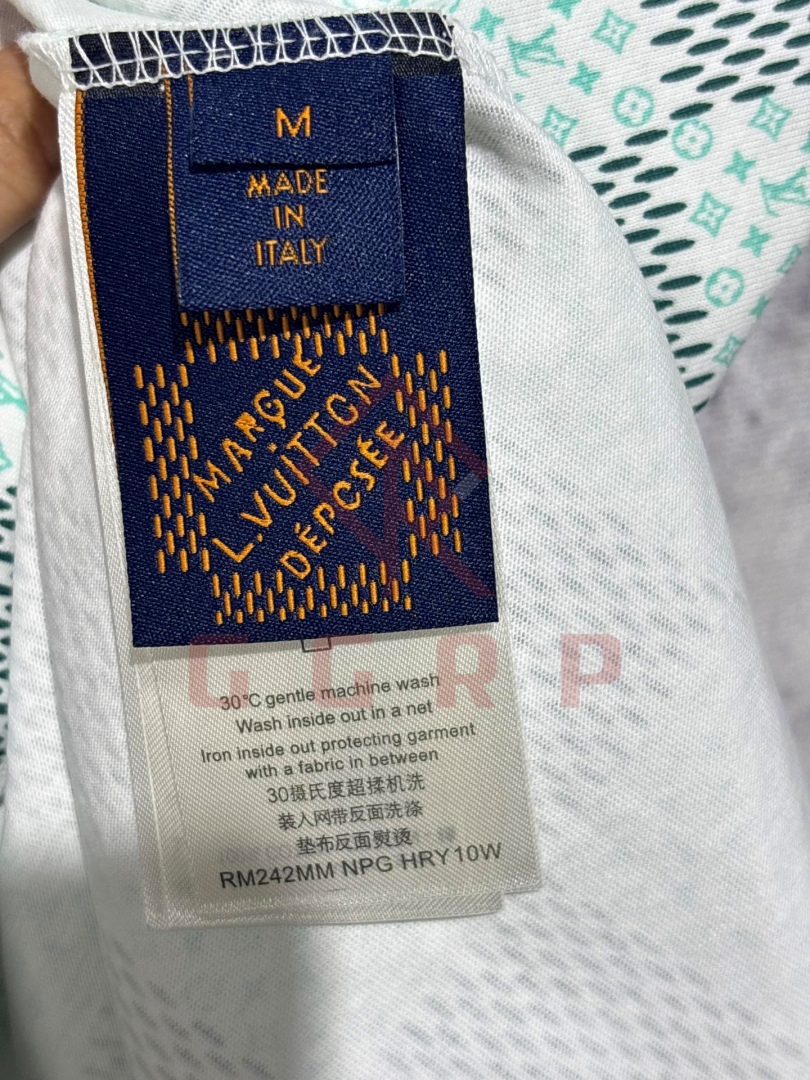 M
MADE
IN
ITALY
MARQUE
L.VUITTON
DÉPOSÉE
GCRP
30°C gentle machine wash
Wash inside out in a net
Iron inside out protecting garment
with a fabric in between
30摄氏度超揉机洗
装入网带反面洗涤
垫布反面熨烫
RM242MM NPG HRY10W